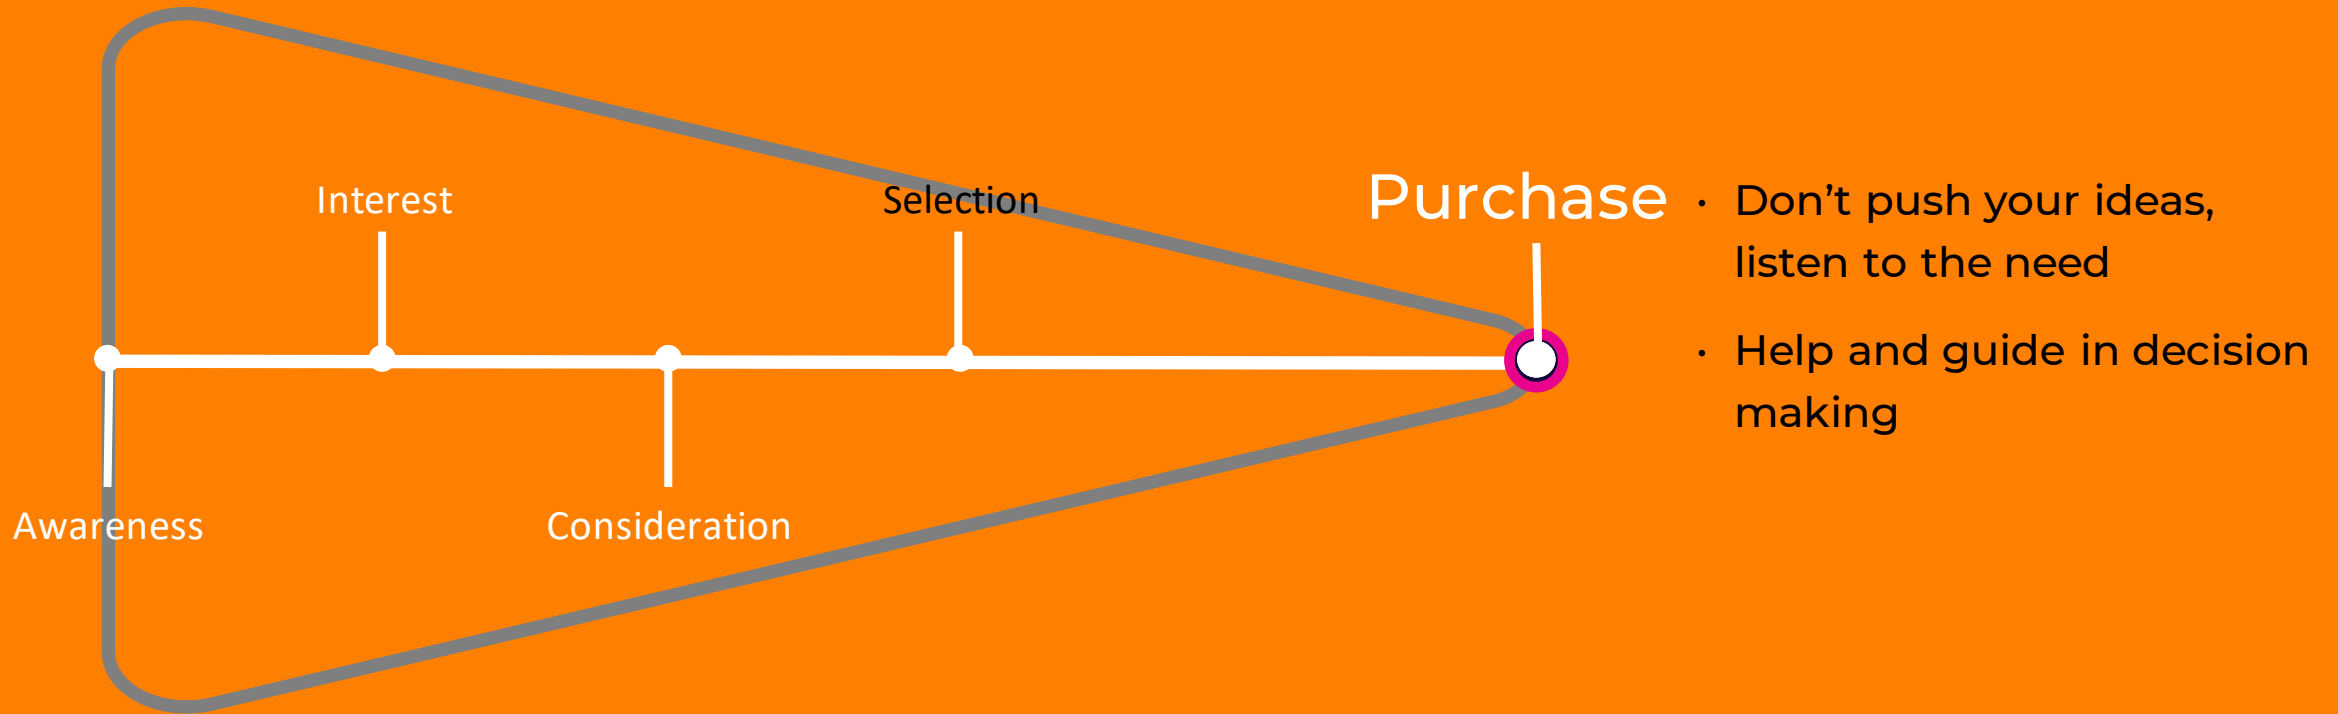 Interest
Selection
Purchase
Awareness
Consideration
· Don’t push your ideas,
listen to the need
· Help and guide in decision
making